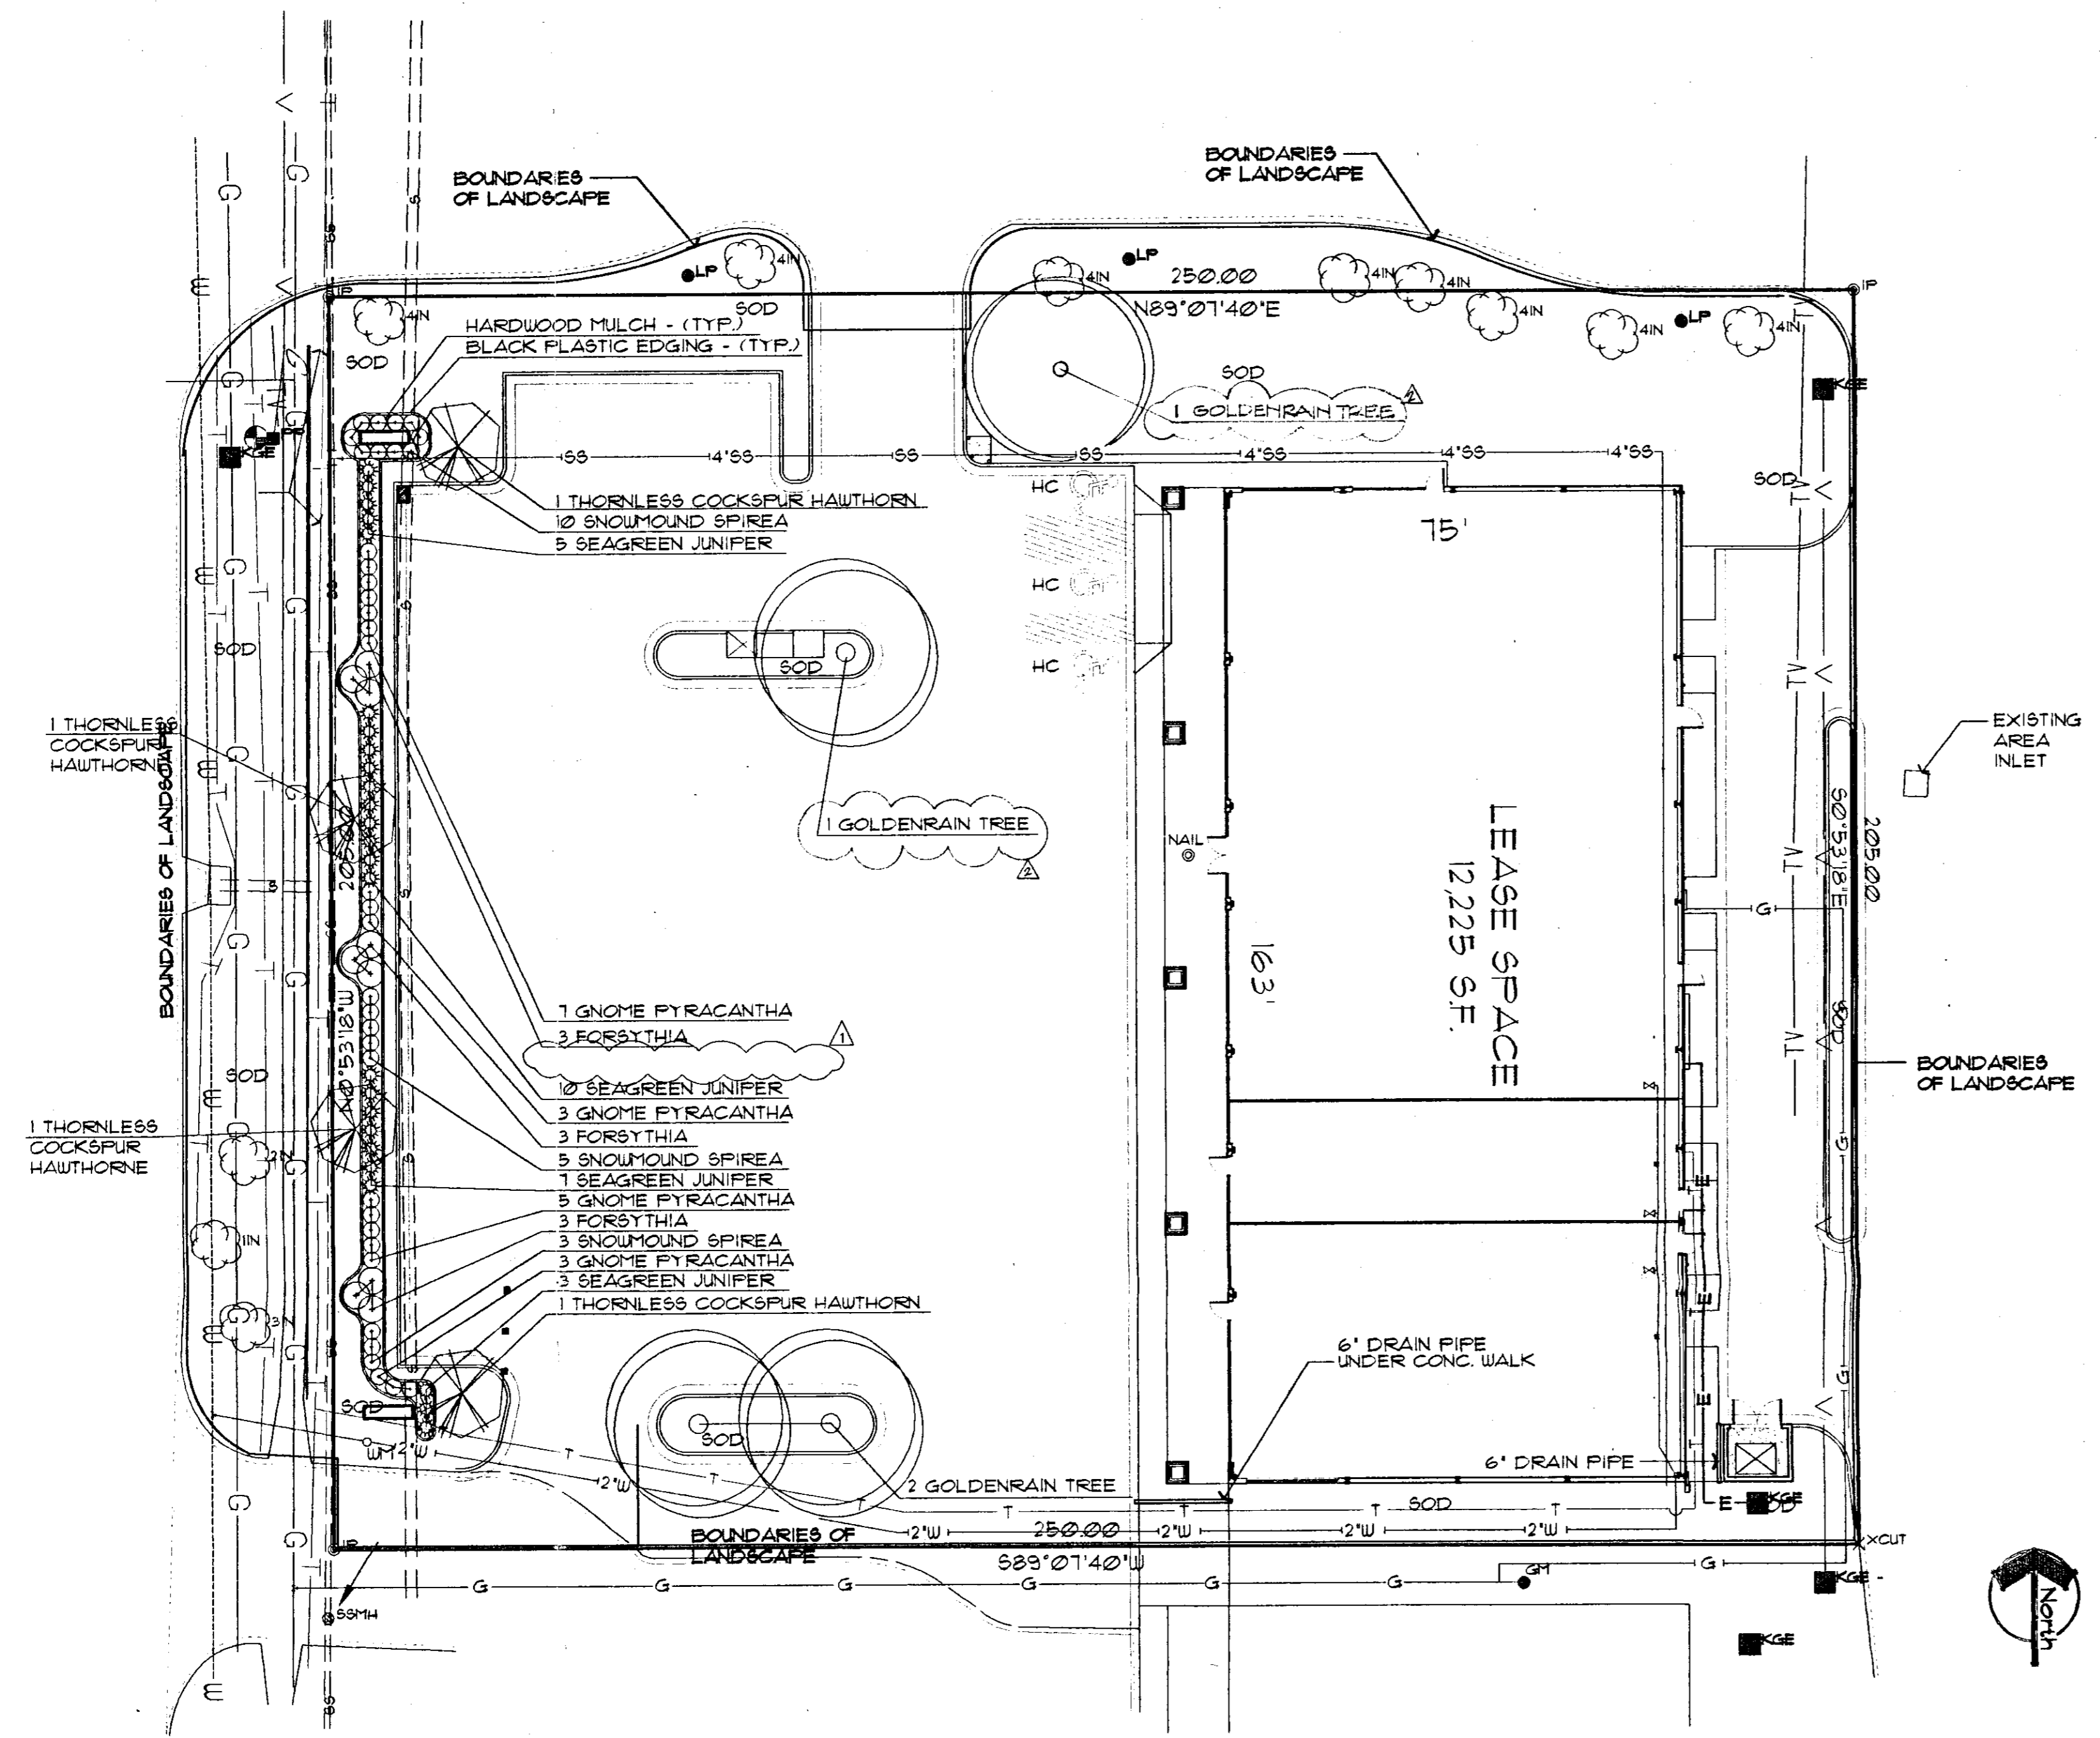 BOUNDARIES
OF LANDSCAPE
BOUNDARIES
OF LANDSCAPE
LP
4IN
LP
4IN
250.00
4IN
4IN
IP
IP
N89°07'40"E
SOD
4IN
4IN
4IN
LP
4IN
HARDWOOD MULCH - (TYP.)
BLACK PLASTIC EDGING - (TYP.)
SOD
SOD
KGE
1 GOLDENRAIN TREE
2
PP
KGE
SS
4"SS
SS
SS
4"SS
4"SS
4"SS
SOD
HC
1 THORNLESS COCKSPUR HAWTHORN
10 SNOWMOUND SPIREA
5 SEAGREEN JUNIPER
75'
HC
SOD
SOD
HC
1 THORNLESS
COCKSPUR
HAWTHORNE
BOUNDARIES OF LANDSCAPE
EXISTING
AREA
INLET
1 GOLDENRAIN TREE
2
NAIL
205.00
S0°53'18"E
205.00
N0°53'18"W
LEASE SPACE
12,225 S.F.
163'
G
SOD
7 GNOME PYRACANTHA
3 FORSYTHIA
1
10 SEAGREEN JUNIPER
3 GNOME PYRACANTHA
3 FORSYTHIA
5 SNOWMOUND SPIREA
7 SEAGREEN JUNIPER
5 GNOME PYRACANTHA
3 FORSYTHIA
3 SNOWMOUND SPIREA
3 GNOME PYRACANTHA
3 SEAGREEN JUNIPER
1 THORNLESS COCKSPUR HAWTHORN
BOUNDARIES
OF LANDSCAPE
SOD
1 THORNLESS
COCKSPUR
HAWTHORNE
1IN
6" DRAIN PIPE
UNDER CONC. WALK
SOD
WM
2"W
SOD
6" DRAIN PIPE
2"W
2 GOLDENRAIN TREE
SOD
E
KGE
BOUNDARIES OF
LANDSCAPE
2"W
250.00
2"W
2"W
2"W
2"W
XCUT
IP
S89°07'40"W
G
G
G
G
G
G
G
GM
KGE
SSMH
KGE
North